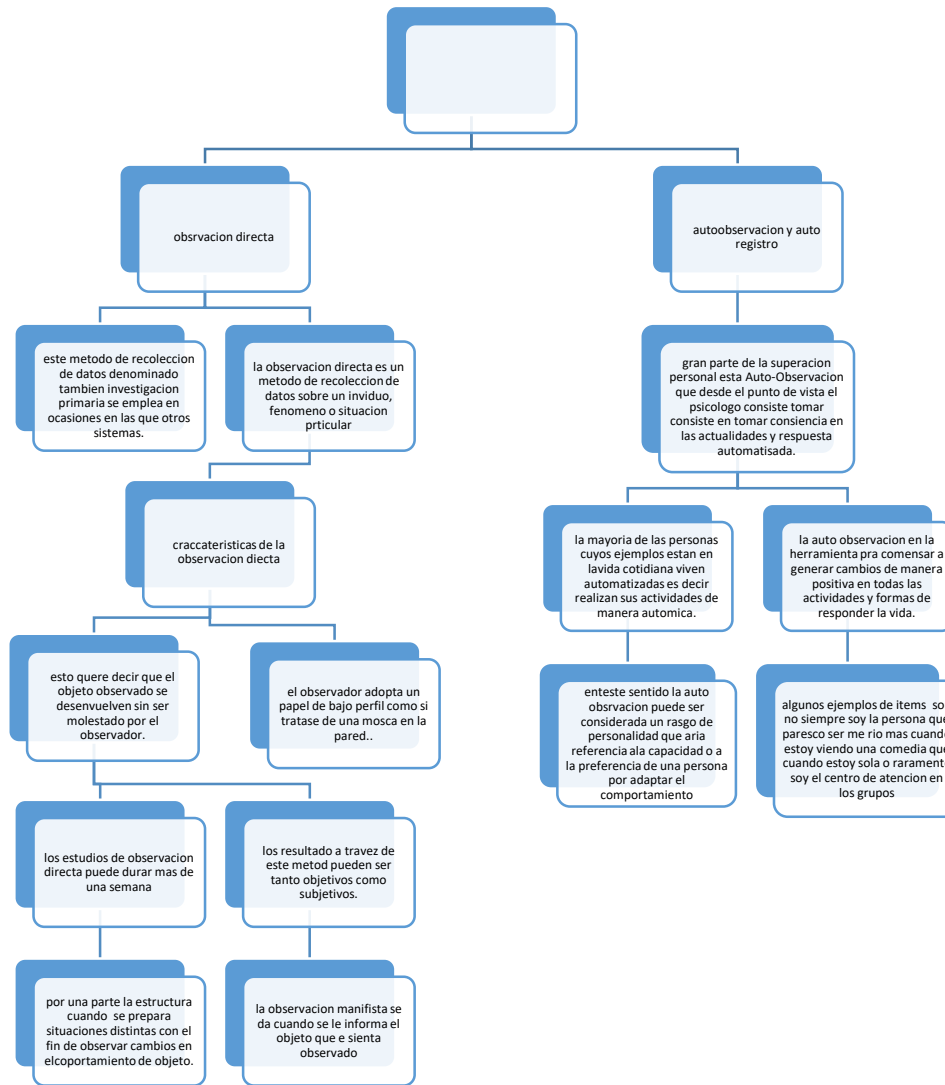 obsrvacion directa
autoobservacion y auto
registro
este metodo de recoleccion
de datos denominado
tambien investigacion
primaria se emplea en
ocasiones en las que otros
sistemas.
la observacion directa es un
metodo de recoleccion de
datos sobre un inviduo,
fenomeno o situacion
prticular
gran parte de la superacion
personal esta Auto-Observacion
que desde el punto de vista el
psicologo consiste tomar
consiste en tomar consiencia en
las actualidades y respuesta
automatisada.
craccateristicas de la
observacion diecta
la mayoria de las personas
cuyos ejemplos estan en
lavida cotidiana viven
automatizadas es decir
realizan sus actividades de
manera automica.
la auto observacion en la
herramienta pra comensar a
generar cambios de manera
positiva en todas las
actividades y formas de
responder la vida.
esto quere decir que el
objeto observado se
desenvuelven sin ser
molestado por el
observador.
el observador adopta un
papel de bajo perfil como si
tratase de una mosca en la
pared..
enteste sentido la auto
obsrvacion puede ser
considerada un rasgo de
personalidad que aria
referencia ala capacidad o a
la preferencia de una persona
por adaptar el
comportamiento
algunos ejemplos de items so
no siempre soy la persona que
paresco ser me rio mas cuando
estoy viendo una comedia que
cuando estoy sola o raramente
soy el centro de atencion en
los grupos
los estudios de observacion
directa puede durar mas de
una semana
los resultado a travez de
este metod pueden ser
tanto objetivos como
subjetivos.
por una parte la estructura
cuando  se prepara
situaciones distintas con el
fin de observar cambios en
elcoportamiento de objeto.
la observacion manifista se
da cuando se le informa el
objeto que e sienta
observado